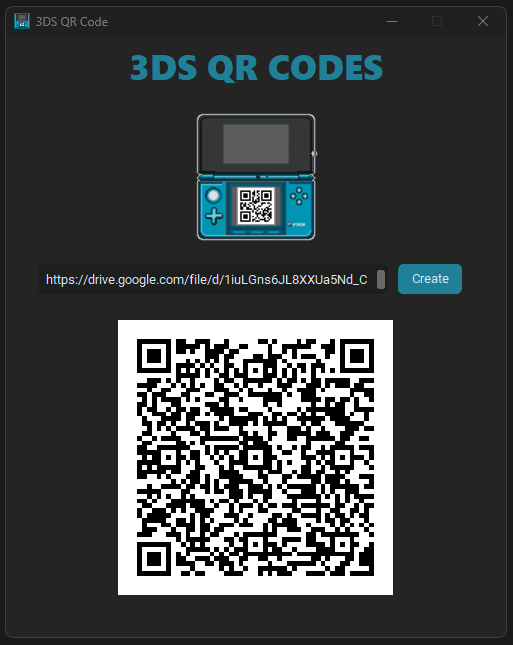 3DS QR Code
3DS QR CODES
https://drive.google.com/file/d/1iuLGns6JL8XXUa5Nd_C
Create